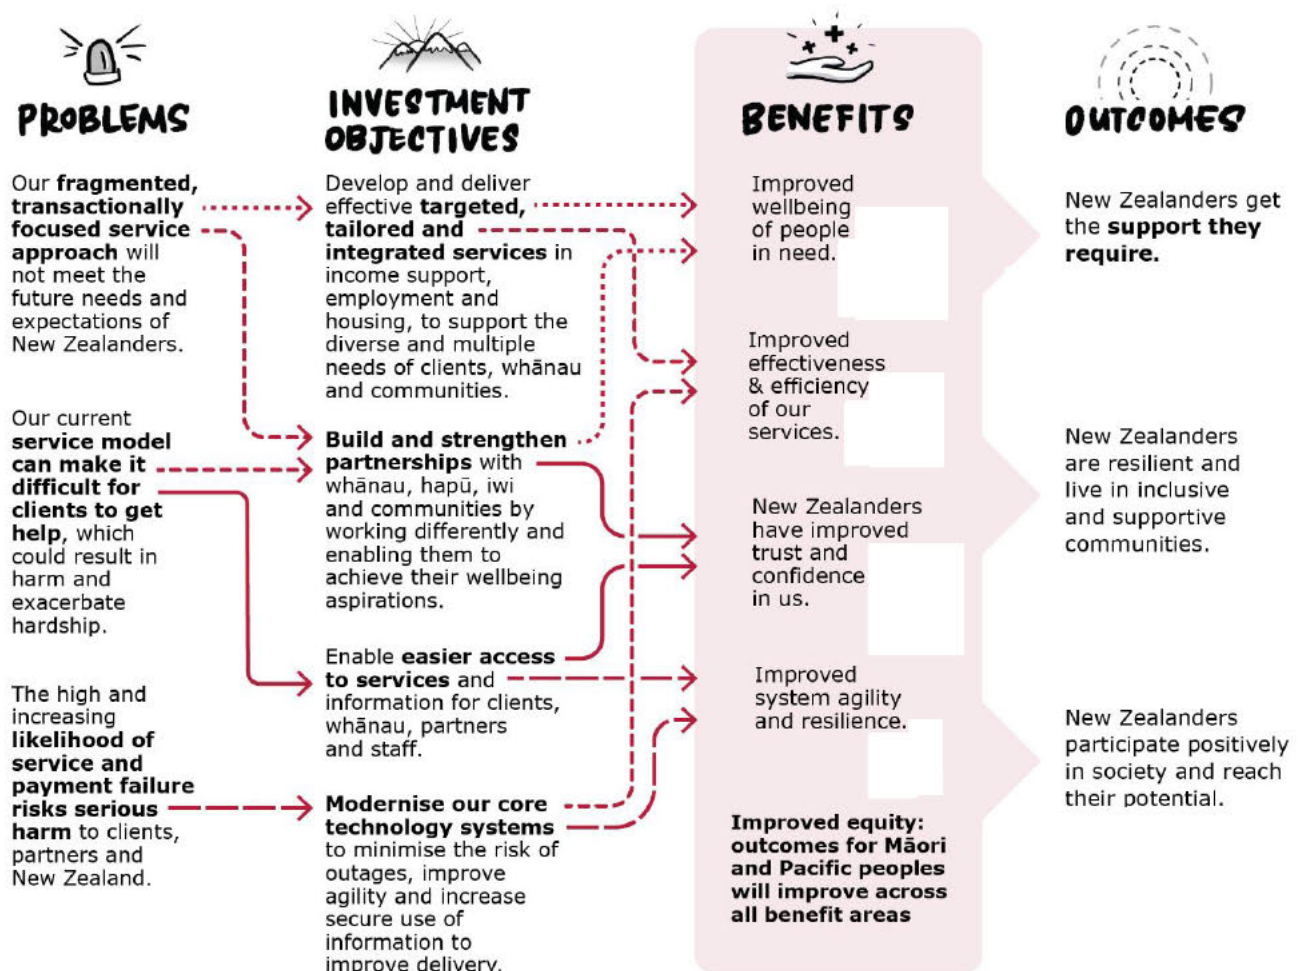 PROBLEMS
Our fragmented,
transactionally
focused service
approach will
not meet the
future needs and
expectations of
New Zealanders.
Our current
service model
can make it
difficult for
clients to get
help, which
could result in
harm and
exacerbate
hardship.
The high and
increasing
likelihood of
service and
payment failure
risks serious
harm to clients,
partners and
New Zealand.
INVESTMENT
OBJECTIVES
Develop and deliver
effective targeted,
tailored and
integrated services in
income support,
employment and
housing, to support the
diverse and multiple
needs of clients, whānau
and communities.
Build and strengthen
partnerships with
whānau, hapū, iwi
and communities by
working differently and
enabling them to
achieve their wellbeing
aspirations.
Enable easier access
to services and
information for clients,
whānau, partners
and staff.
Modernise our core
technology systems
to minimise the risk of
outages, improve
agility and increase
secure use of
information to
improve delivery.
BENEFITS
Improved
wellbeing
of people
in need.
Improved
effectiveness
& efficiency
of our
services.
New Zealanders
have improved
trust and
confidence
in us.
Improved
system agility
and resilience.
Improved equity:
outcomes for Māori
and Pacific peoples
will improve across
all benefit areas
OUTCOMES
New Zealanders get
the support they
require.
New Zealanders
are resilient and
live in inclusive
and supportive
communities.
New Zealanders
participate positively
in society and reach
their potential.